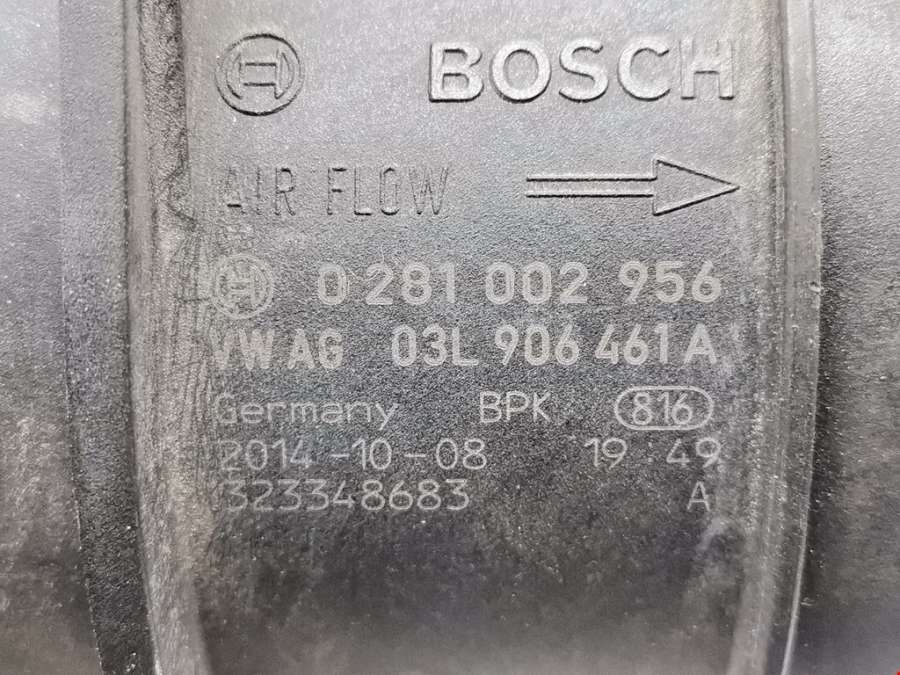 BOSCH
AIR FLOW
0 281 002 956
VW AG 03L 906 461 A
Germany BPK 816
2014-10-08 19 49
323348683 A